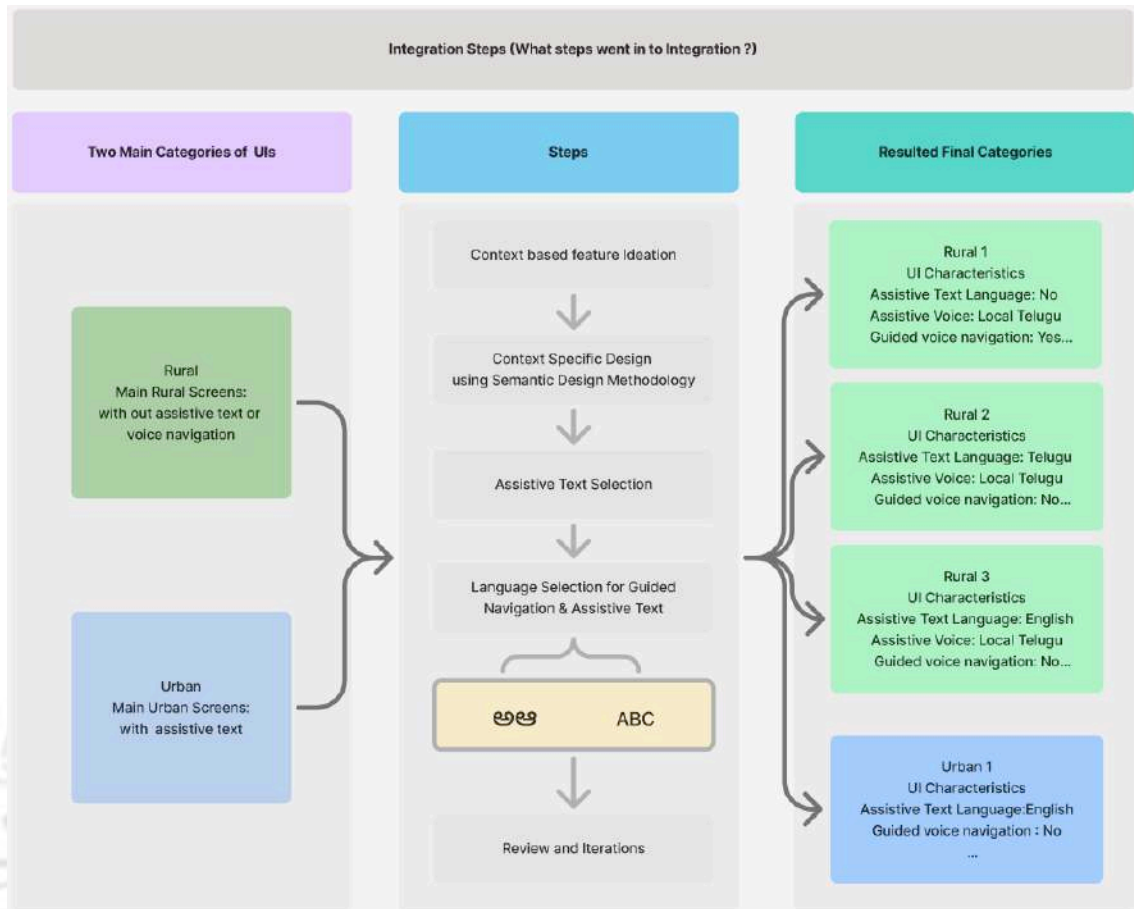 Integration Steps (What steps went in to Integration ?)
Two Main Categories of UIs
Rural
Main Rural Screens:
with out assistive text or
voice navigation
Urban
Main Urban Screens:
with assistive text
Steps
Context based feature Ideation
Context Specific Design
using Semantic Design Methodology
Assistive Text Selection
Language Selection for Guided
Navigation & Assistive Text
అఆ ABC
Review and Iterations
Resulted Final Categories
Rural 1
UI Characteristics
Assistive Text Language: No
Assistive Voice: Local Telugu
Guided voice navigation: Yes...
Rural 2
UI Characteristics
Assistive Text Language: Telugu
Assistive Voice: Local Telugu
Guided voice navigation: No...
Rural 3
UI Characteristics
Assistive Text Language: English
Assistive Voice: Local Telugu
Guided voice navigation: No...
Urban 1
UI Characteristics
Assistive Text Language:English
Guided voice navigation : No
...